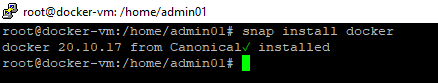 root@docker-vm: /home/admin01
root@docker-vm:/home/admin01# snap install docker
docker 20.10.17 from Canonical✓ installed
root@docker-vm:/home/admin01#